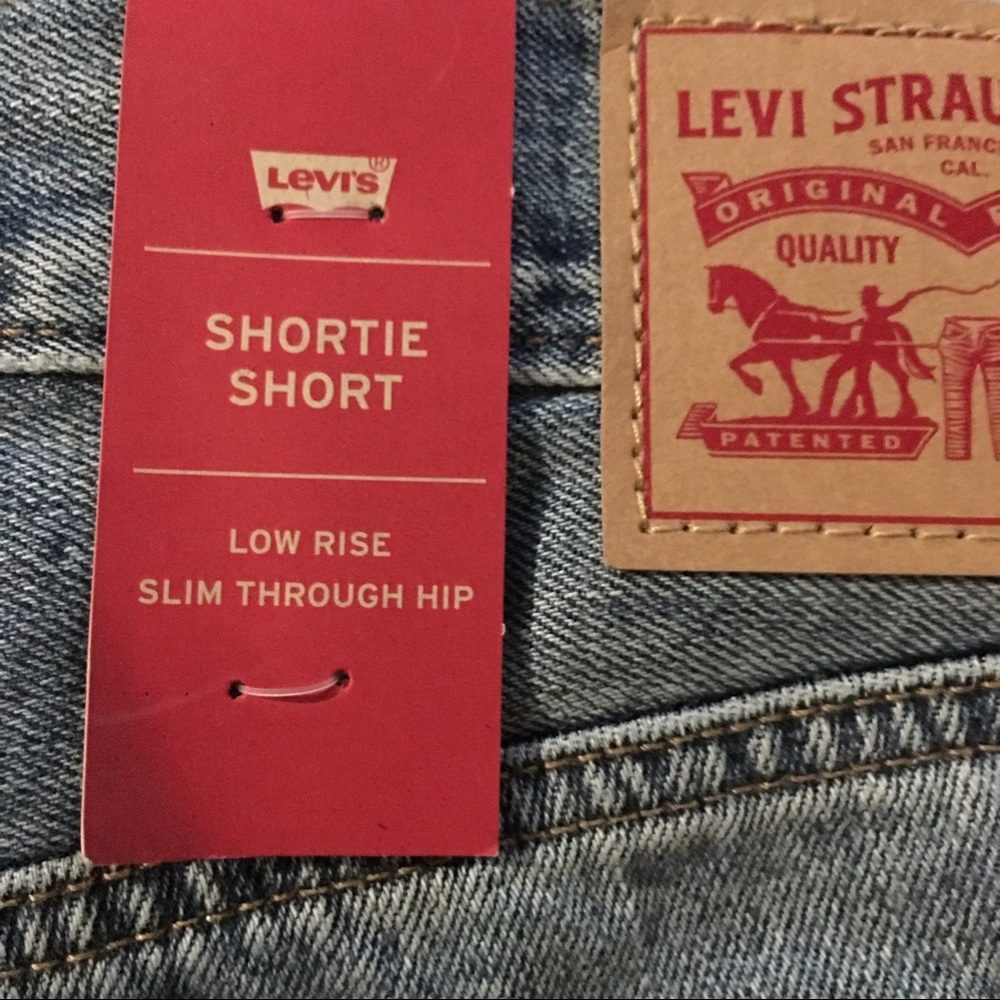 LEVI'S®
SHORTIE
SHORT
LOW RISE
SLIM THROUGH HIP
LEVI STRAU
SAN FRANC
CAL.
ORIGINAL
QUALITY
PATENTED